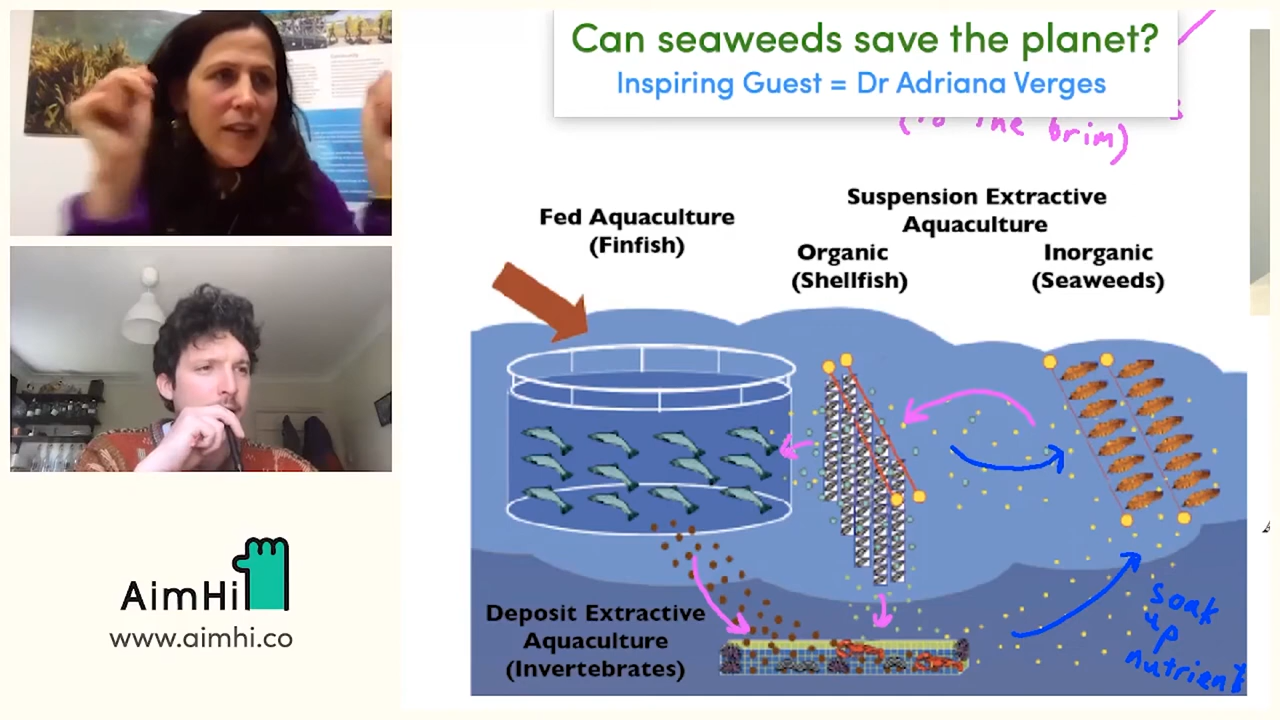 Can seaweeds save the planet?
Inspiring Guest = Dr Adriana Verges
(to the brim)
Suspension Extractive
Aquaculture
Fed Aquaculture
(Finfish)
Organic
(Shellfish)
Inorganic
(Seaweeds)
Deposit Extractive
Aquaculture
(Invertebrates)
soak
up
nutrient
AimHi
www.aimhi.co